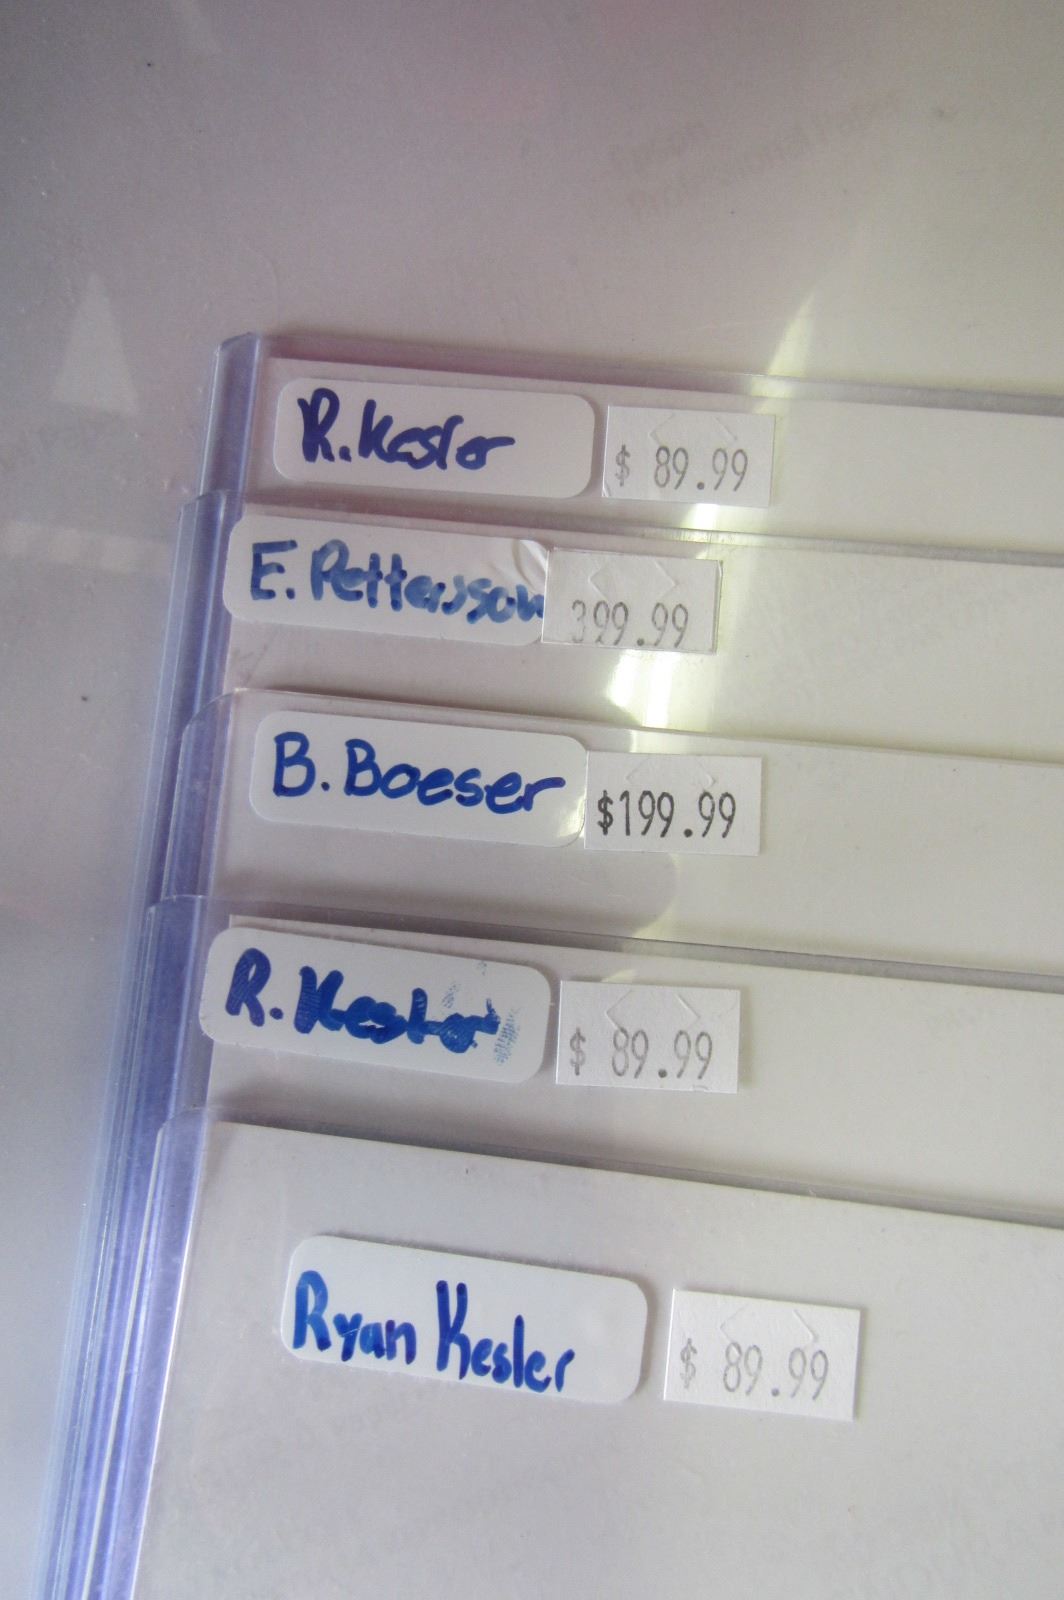 R. Kesler $ 89.99
E. Pettersson 399.99
B. Boeser $199.99
R. Kesler $ 89.99
Ryan Kesler $ 89.99